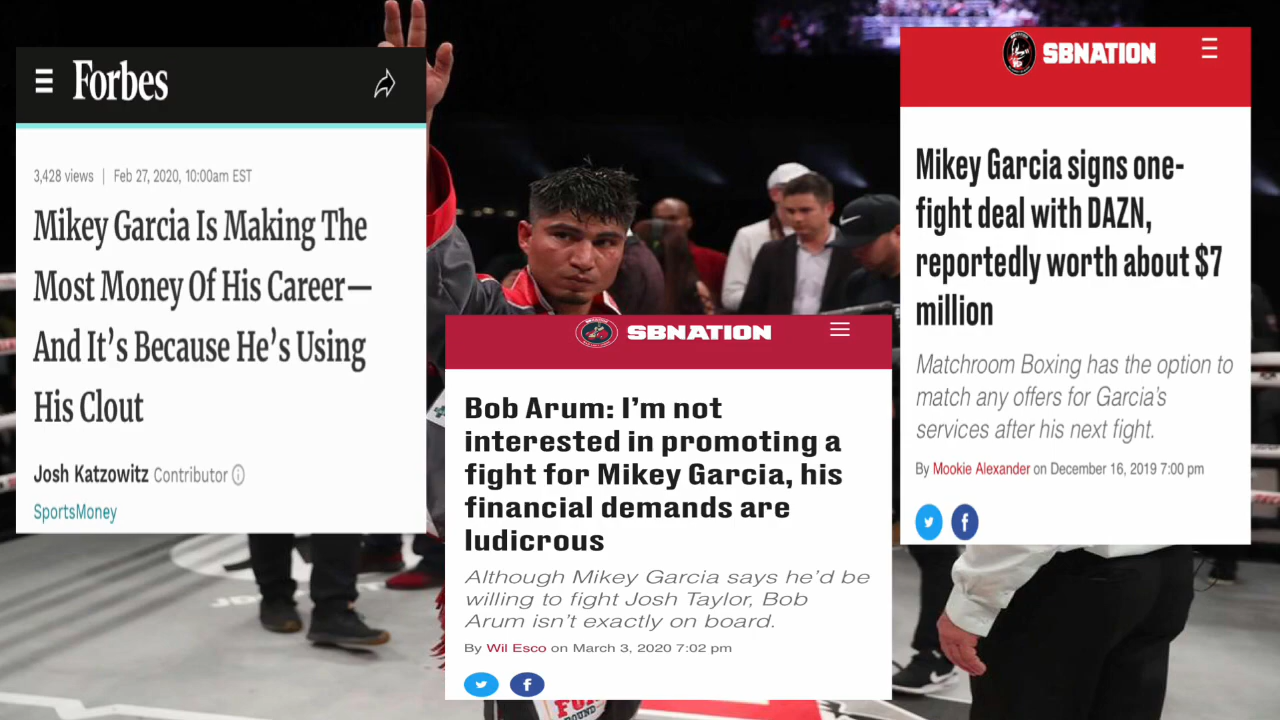 Forbes
3,428 views | Feb 27, 2020, 10:00am EST
Mikey Garcia Is Making The
Most Money Of His Career—
And It's Because He's Using
His Clout
Josh Katzowitz Contributor
SportsMoney
SBNATION
Bob Arum: I'm not
interested in promoting a
fight for Mikey Garcia, his
financial demands are
ludicrous
Although Mikey Garcia says he'd be
willing to fight Josh Taylor, Bob
Arum isn't exactly on board.
By Wil Esco on March 3, 2020 7:02 pm
SBNATION
Mikey Garcia signs one-
fight deal with DAZN,
reportedly worth about $7
million
Matchroom Boxing has the option to
match any offers for Garcia's
services after his next fight.
By Mookie Alexander on December 16, 2019 7:00 pm